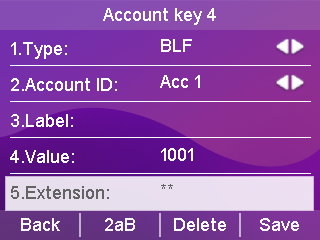 Account key 4
1.Type: BLF
2.Account ID: Acc 1
3.Label:
4.Value: 1001
5.Extension: **
Back 2aB Delete Save